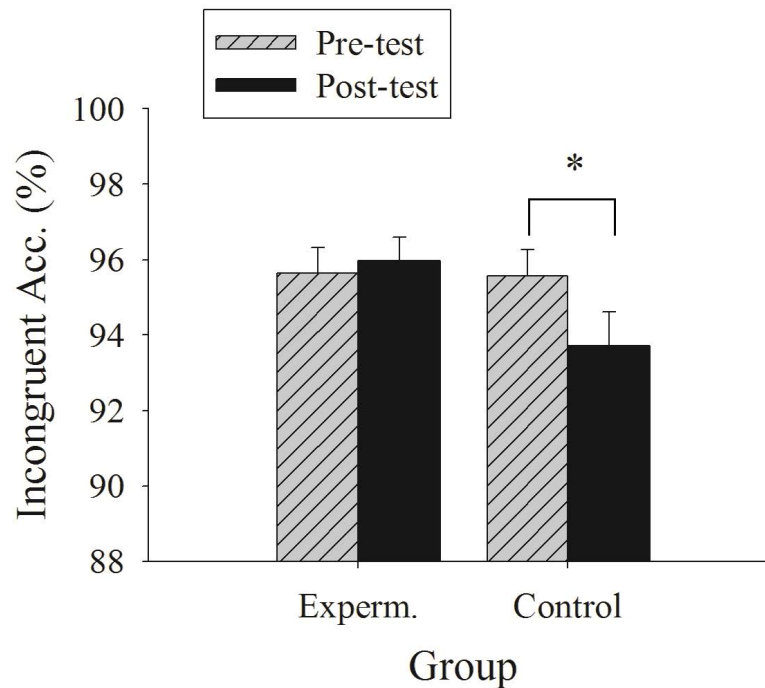 Pre-test
Post-test
100
98
96
94
92
90
88
Incongruent Acc. (%)
*
Experm. Control
Group